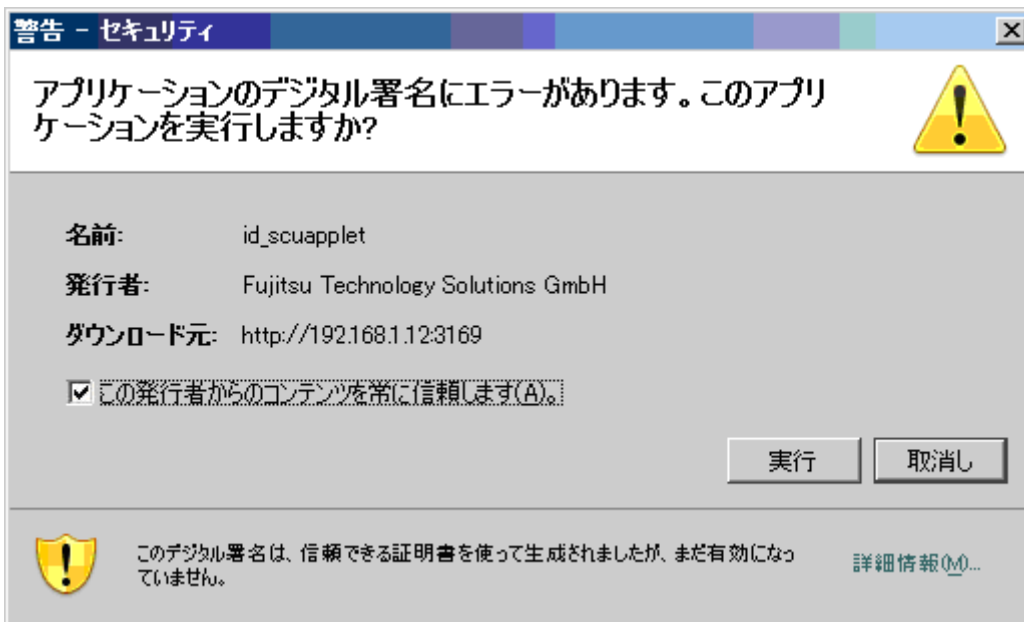 警告 - セキュリティ
アプリケーションのデジタル署名にエラーがあります。このアプリ
ケーションを実行しますか?
名前: id_scuapplet
発行者: Fujitsu Technology Solutions GmbH
ダウンロード元: http://192.168.1.12:3169
この発行者からのコンテンツを常に信頼します(A)。
実行 取消し
このデジタル署名は、信頼できる証明書を使って生成されましたが、まだ有効になっ
ていません。
詳細情報(M)...